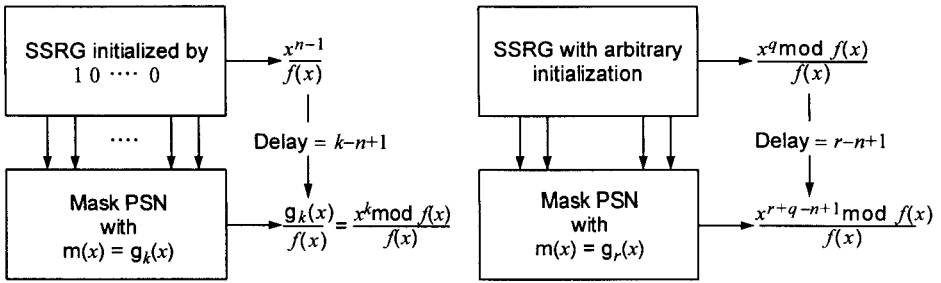 SSRG initialized by
1 0 ···· 0
x^{n−1}
f(x)
····
Delay = k−n+1
Mask PSN
with
m(x) = g_k(x)
g_k(x)/f(x) = x^k mod f(x)/f(x)
SSRG with arbitrary
initialization
x^q mod f(x)
f(x)
Delay = r−n+1
Mask PSN
with
m(x) = g_r(x)
x^{r+q−n+1} mod f(x)
f(x)